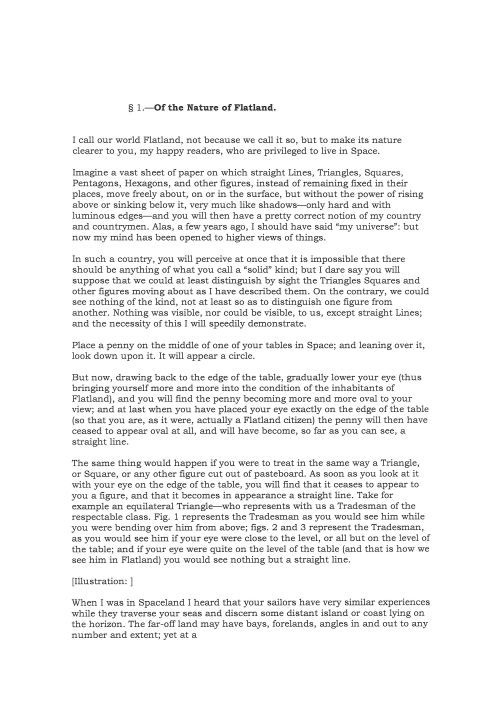 § 1.—Of the Nature of Flatland.
I call our world Flatland, not because we call it so, but to make its nature
clearer to you, my happy readers, who are privileged to live in Space.
Imagine a vast sheet of paper on which straight Lines, Triangles, Squares,
Pentagons, Hexagons, and other figures, instead of remaining fixed in their
places, move freely about, on or in the surface, but without the power of rising
above or sinking below it, very much like shadows—only hard and with
luminous edges—and you will then have a pretty correct notion of my country
and countrymen. Alas, a few years ago, I should have said “my universe”: but
now my mind has been opened to higher views of things.
In such a country, you will perceive at once that it is impossible that there
should be anything of what you call a “solid” kind; but I dare say you will
suppose that we could at least distinguish by sight the Triangles Squares and
other figures moving about as I have described them. On the contrary, we could
see nothing of the kind, not at least so as to distinguish one figure from
another. Nothing was visible, nor could be visible, to us, except straight Lines;
and the necessity of this I will speedily demonstrate.
Place a penny on the middle of one of your tables in Space; and leaning over it,
look down upon it. It will appear a circle.
But now, drawing back to the edge of the table, gradually lower your eye (thus
bringing yourself more and more into the condition of the inhabitants of
Flatland), and you will find the penny becoming more and more oval to your
view; and at last when you have placed your eye exactly on the edge of the table
(so that you are, as it were, actually a Flatland citizen) the penny will then have
ceased to appear oval at all, and will have become, so far as you can see, a
straight line.
The same thing would happen if you were to treat in the same way a Triangle,
or Square, or any other figure cut out of pasteboard. As soon as you look at it
with your eye on the edge of the table, you will find that it ceases to appear to
you a figure, and that it becomes in appearance a straight line. Take for
example an equilateral Triangle—who represents with us a Tradesman of the
respectable class. Fig. 1 represents the Tradesman as you would see him while
you were bending over him from above; figs. 2 and 3 represent the Tradesman,
as you would see him if your eye were close to the level, or all but on the level of
the table; and if your eye were quite on the level of the table (and that is how we
see him in Flatland) you would see nothing but a straight line.
[Illustration: ]
When I was in Spaceland I heard that your sailors have very similar experiences
while they traverse your seas and discern some distant island or coast lying on
the horizon. The far-off land may have bays, forelands, angles in and out to any
number and extent; yet at a